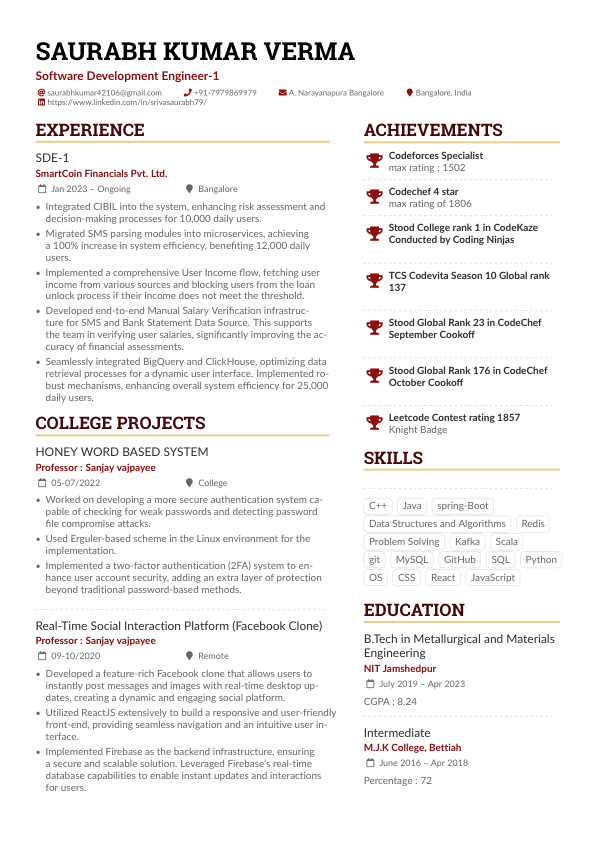 SAURABH KUMAR VERMA
Software Development Engineer-1
saurabhkumar42106@gmail.com +91-7979869979 A. Narayanapura Bangalore Bangalore, India
https://www.linkedin.com/in/srivasaurabh79/
EXPERIENCE
SDE-1
SmartCoin Financials Pvt. Ltd.
Jan 2023 – Ongoing Bangalore
• Integrated CIBIL into the system, enhancing risk assessment and
decision-making processes for 10,000 daily users.
• Migrated SMS parsing modules into microservices, achieving
a 100% increase in system efficiency, benefiting 12,000 daily
users.
• Implemented a comprehensive User Income flow, fetching user
income from various sources and blocking users from the loan
unlock process if their income does not meet the threshold.
• Developed end-to-end Manual Salary Verification infrastruc-
ture for SMS and Bank Statement Data Source. This supports
the team in verifying user salaries, significantly improving the ac-
curacy of financial assessments.
• Seamlessly integrated BigQuery and ClickHouse, optimizing data
retrieval processes for a dynamic user interface. Implemented ro-
bust mechanisms, enhancing overall system efficiency for 25,000
daily users.
COLLEGE PROJECTS
HONEY WORD BASED SYSTEM
Professor : Sanjay vajpayee
05-07/2022 College
• Worked on developing a more secure authentication system ca-
pable of checking for weak passwords and detecting password
file compromise attacks.
• Used Erguler-based scheme in the Linux environment for the
implementation.
• Implemented a two-factor authentication (2FA) system to en-
hance user account security, adding an extra layer of protection
beyond traditional password-based methods.
Real-Time Social Interaction Platform (Facebook Clone)
Professor : Sanjay vajpayee
09-10/2020 Remote
• Developed a feature-rich Facebook clone that allows users to
instantly post messages and images with real-time desktop up-
dates, creating a dynamic and engaging social platform.
• Utilized ReactJS extensively to build a responsive and user-friendly
front-end, providing seamless navigation and an intuitive user in-
terface.
• Implemented Firebase as the backend infrastructure, ensuring
a secure and scalable solution. Leveraged Firebase's real-time
database capabilities to enable instant updates and interactions
for users.
ACHIEVEMENTS
Codeforces Specialist
max rating : 1502
Codechef 4 star
max rating of 1806
Stood College rank 1 in CodeKaze
Conducted by Coding Ninjas
TCS Codevita Season 10 Global rank
137
Stood Global Rank 23 in CodeChef
September Cookoff
Stood Global Rank 176 in CodeChef
October Cookoff
Leetcode Contest rating 1857
Knight Badge
SKILLS
C++ Java spring-Boot
Data Structures and Algorithms Redis
Problem Solving Kafka Scala
git MySQL GitHub SQL Python
OS CSS React JavaScript
EDUCATION
B.Tech in Metallurgical and Materials
Engineering
NIT Jamshedpur
July 2019 – Apr 2023
CGPA : 8.24
Intermediate
M.J.K College, Bettiah
June 2016 – Apr 2018
Percentage : 72